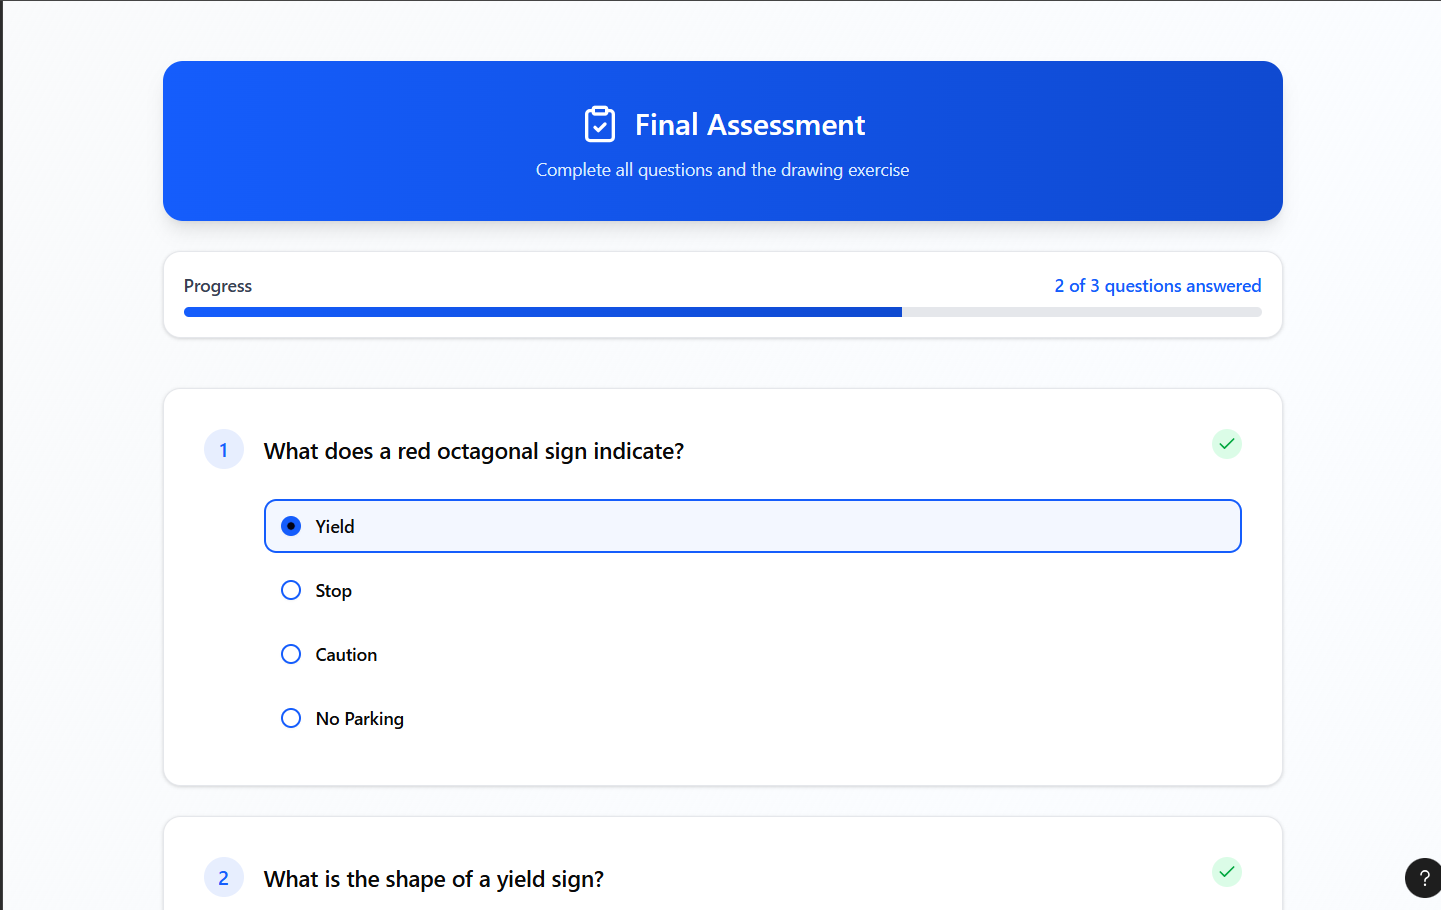 Final Assessment
Complete all questions and the drawing exercise
Progress
2 of 3 questions answered
1
What does a red octagonal sign indicate?
Yield
Stop
Caution
No Parking
2
What is the shape of a yield sign?
?